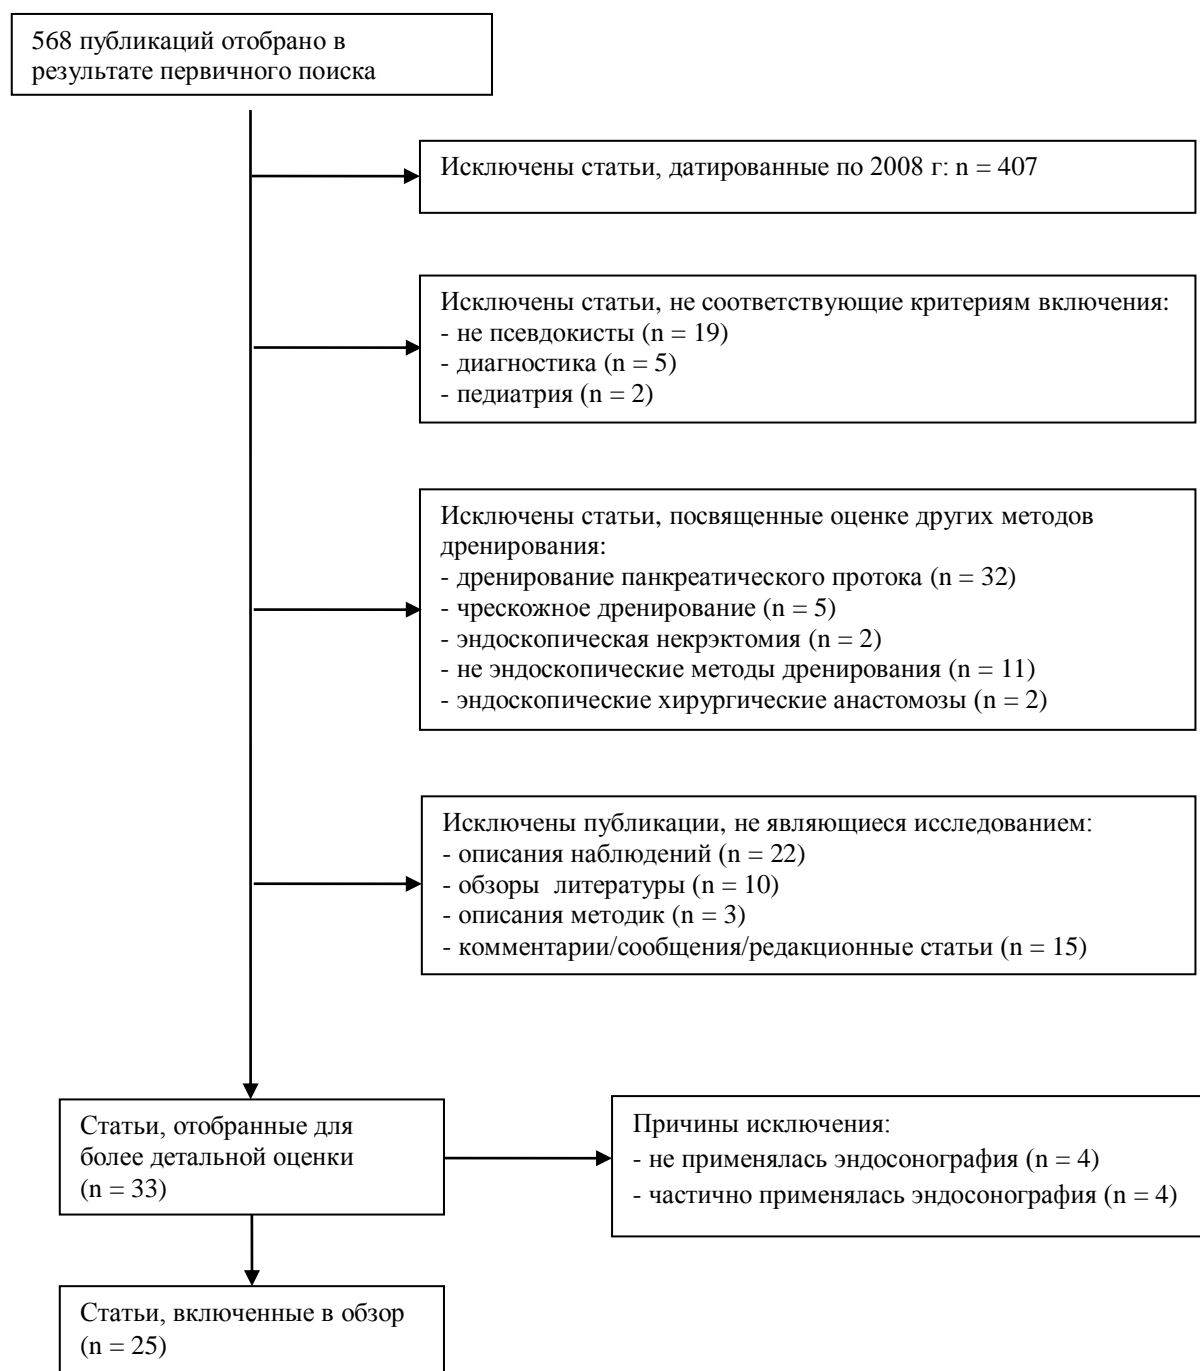 568 публикаций отобрано в
результате первичного поиска
Исключены статьи, датированные по 2008 г: n = 407
Исключены статьи, не соответствующие критериям включения:
- не псевдокисты (n = 19)
- диагностика (n = 5)
- педиатрия (n = 2)
Исключены статьи, посвященные оценке других методов
дренирования:
- дренирование панкреатического протока (n = 32)
- чрескожное дренирование (n = 5)
- эндоскопическая некрэктомия (n = 2)
- не эндоскопические методы дренирования (n = 11)
- эндоскопические хирургические анастомозы (n = 2)
Исключены публикации, не являющиеся исследованием:
- описания наблюдений (n = 22)
- обзоры литературы (n = 10)
- описания методик (n = 3)
- комментарии/сообщения/редакционные статьи (n = 15)
Статьи, отобранные для
более детальной оценки
(n = 33)
Причины исключения:
- не применялась эндосонография (n = 4)
- частично применялась эндосонография (n = 4)
Статьи, включенные в обзор
(n = 25)